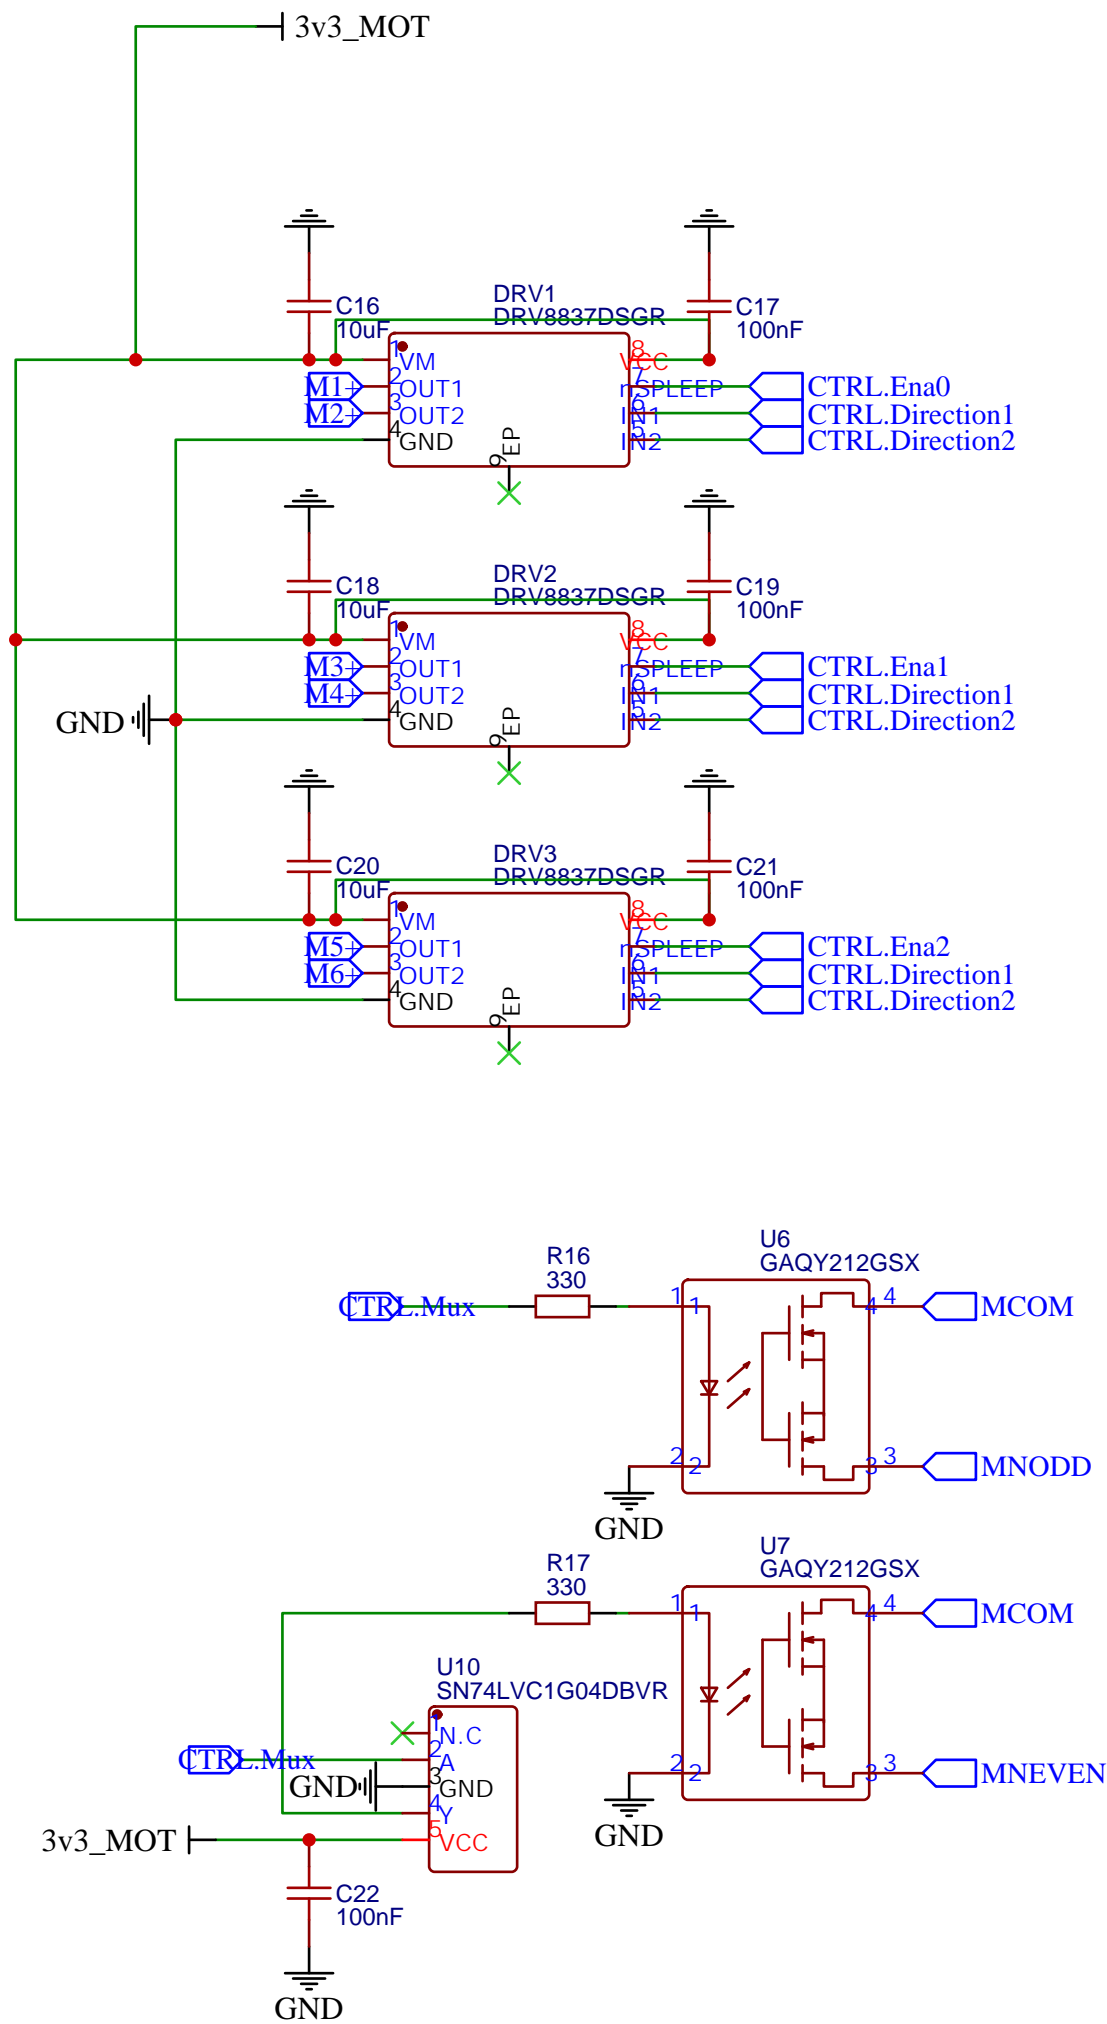 3v3_MOT
C16
10uF
DRV1
DRV8837DSGR
C17
100nF
1
VM
8
VCC
M1+
2
OUT1
7
nSPLEEP
CTRL.Ena0
M2+
3
OUT2
6
IN1
CTRL.Direction1
4
GND
5
IN2
CTRL.Direction2
9
EP
C18
10uF
DRV2
DRV8837DSGR
C19
100nF
1
VM
8
VCC
M3+
2
OUT1
7
nSPLEEP
CTRL.Ena1
M4+
3
OUT2
6
IN1
CTRL.Direction1
GND
4
GND
5
IN2
CTRL.Direction2
9
EP
C20
10uF
DRV3
DRV8837DSGR
C21
100nF
1
VM
8
VCC
M5+
2
OUT1
7
nSPLEEP
CTRL.Ena2
M6+
3
OUT2
6
IN1
CTRL.Direction1
4
GND
5
IN2
CTRL.Direction2
9
EP
U6
GAQY212GSX
R16
330
CTRL.Mux
1
1
4
4
MCOM
2
2
3
3
MNODD
GND
U7
GAQY212GSX
R17
330
1
1
4
4
MCOM
U10
SN74LVC1G04DBVR
1
N.C
CTRL.Mux
2
A
GND
3
GND
4
Y
3v3_MOT
5
VCC
2
2
3
3
MNEVEN
GND
C22
100nF
GND